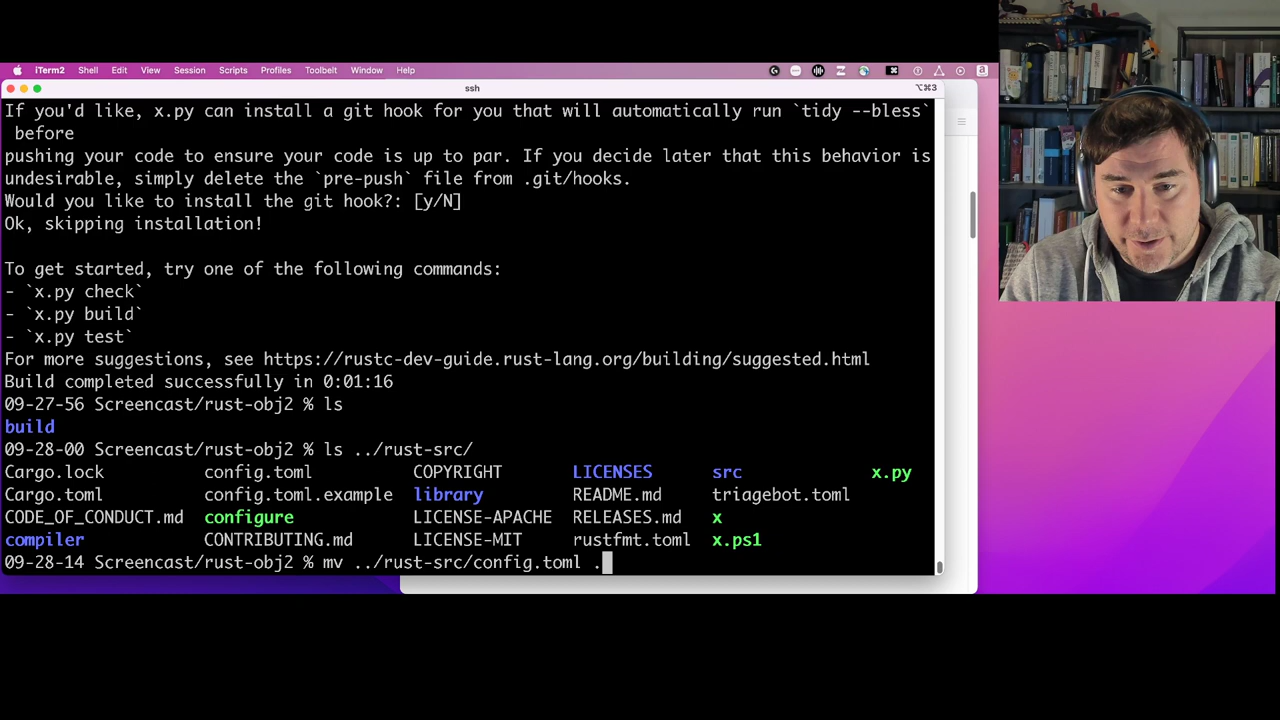 iTerm2 Shell Edit View Session Scripts Profiles Toolbelt Window Help
ssh
⌥⌘3
If you'd like, x.py can install a git hook for you that will automatically run `tidy --bless`
before
pushing your code to ensure your code is up to par. If you decide later that this behavior is
undesirable, simply delete the `pre-push` file from .git/hooks.
Would you like to install the git hook?: [y/N]
Ok, skipping installation!
To get started, try one of the following commands:
- `x.py check`
- `x.py build`
- `x.py test`
For more suggestions, see https://rustc-dev-guide.rust-lang.org/building/suggested.html
Build completed successfully in 0:01:16
09-27-56 Screencast/rust-obj2 % ls
build
09-28-00 Screencast/rust-obj2 % ls ../rust-src/
Cargo.lock config.toml COPYRIGHT LICENSES src x.py
Cargo.toml config.toml.example library README.md triagebot.toml
CODE_OF_CONDUCT.md configure LICENSE-APACHE RELEASES.md x
compiler CONTRIBUTING.md LICENSE-MIT rustfmt.toml x.ps1
09-28-14 Screencast/rust-obj2 % mv ../rust-src/config.toml .